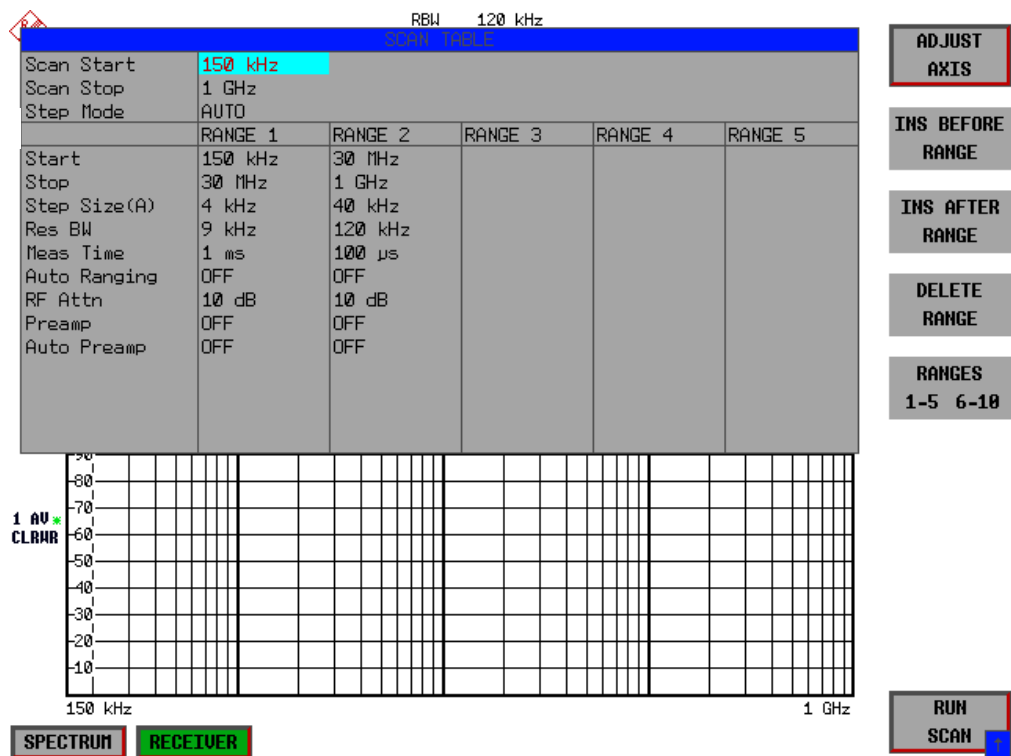 RBW 120 kHz
SCAN TABLE
Scan Start 150 kHz
Scan Stop 1 GHz
Step Mode AUTO
RANGE 1 RANGE 2 RANGE 3 RANGE 4 RANGE 5
Start 150 kHz 30 MHz
Stop 30 MHz 1 GHz
Step Size(A) 4 kHz 40 kHz
Res BW 9 kHz 120 kHz
Meas Time 1 ms 100 µs
Auto Ranging OFF OFF
RF Attn 10 dB 10 dB
Preamp OFF OFF
Auto Preamp OFF OFF
90
80
70
60
50
40
30
20
10
1 AV*
CLRWR
150 kHz 1 GHz
SPECTRUM RECEIVER
ADJUST
AXIS
INS BEFORE
RANGE
INS AFTER
RANGE
DELETE
RANGE
RANGES
1-5 6-10
RUN
SCAN